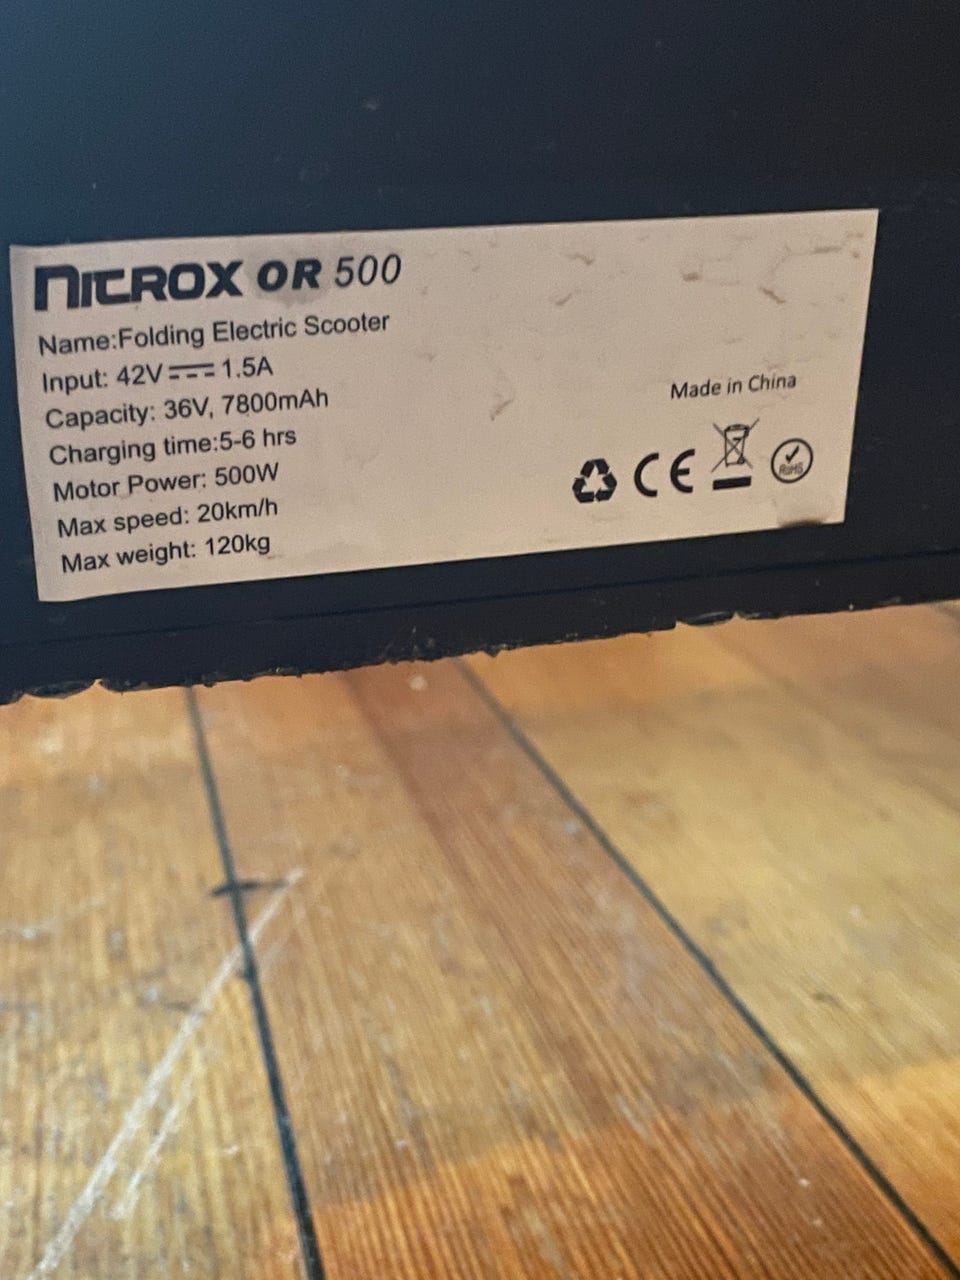 NITROX OR 500
Name:Folding Electric Scooter
Input: 42V⎓1.5A
Capacity: 36V, 7800mAh
Charging time:5-6 hrs
Motor Power: 500W
Max speed: 20km/h
Max weight: 120kg
Made in China
CE
RoHS